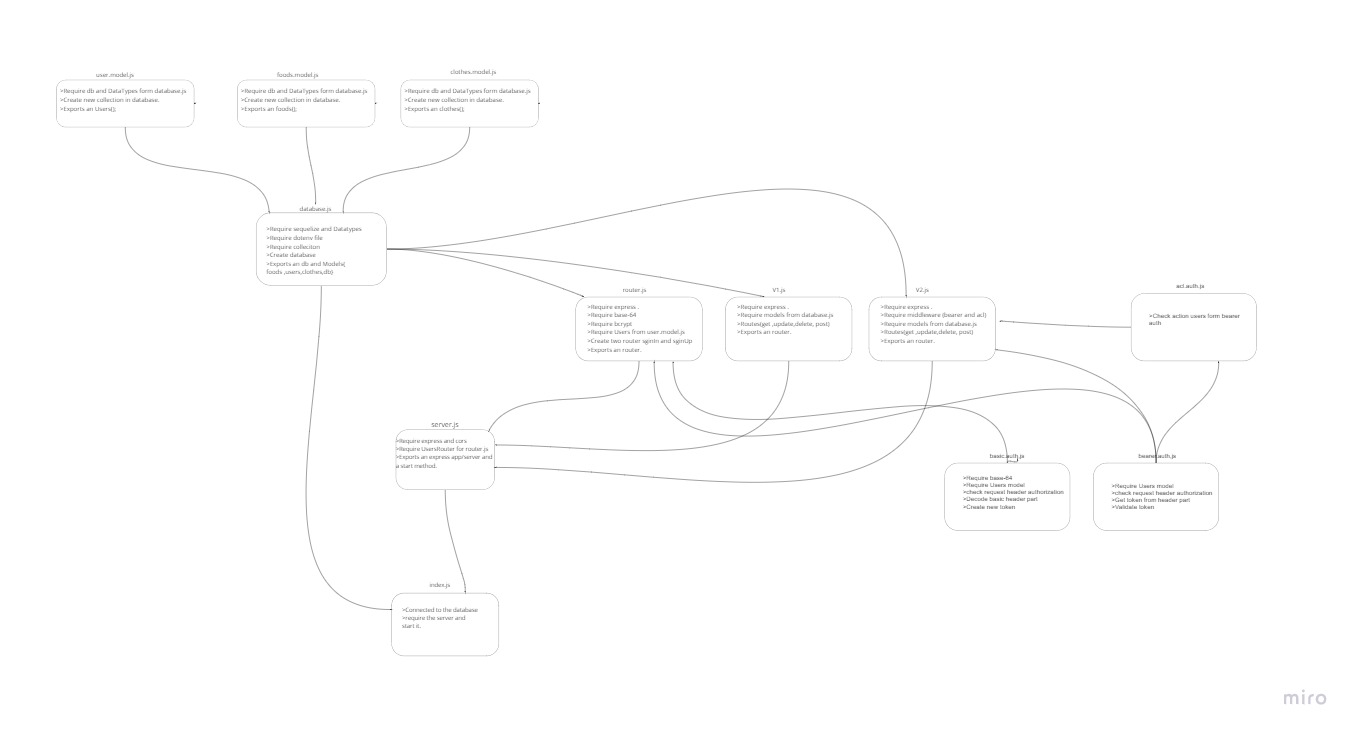 user.model.js
>Require db and DataTypes form database.js
>Create new collection in database.
>Exports an Users();
foods.model.js
>Require db and DataTypes form database.js
>Create new collection in database.
>Exports an foods();
clothes.model.js
>Require db and DataTypes form database.js
>Create new collection in database.
>Exports an clothes();
database.js
>Require sequelize and Datatypes
>Require dotenv file
>Require colleciton
>Create database
>Exports an db and Models(
foods ,users,clothes,db)
router.js
>Require express .
>Require base-64
>Require bcrypt
>Require Users from user.model.js
>Create two router signIn and signUp
>Exports an router.
V1.js
>Require express .
>Require models from database.js
>Routes(get ,update,delete, post)
>Exports an router.
V2.js
>Require express .
>Require middleware (bearer and acl)
>Require models from database.js
>Routes(get ,update,delete, post)
>Exports an router.
acl.auth.js
>Check action users form bearer
auth
server.js
>Require express and cors
>Require UsersRouter for router.js
>Exports an express app/server and
a start method.
basic.auth.js
>Require base-64
>Require Users model
>check request header authorization
>Decode basic header part
>Create new token
bearer.auth.js
>Require Users model
>check request header authorization
>Get token from header part
>Validate token
index.js
>Connected to the database
>require the server and
start it.
miro